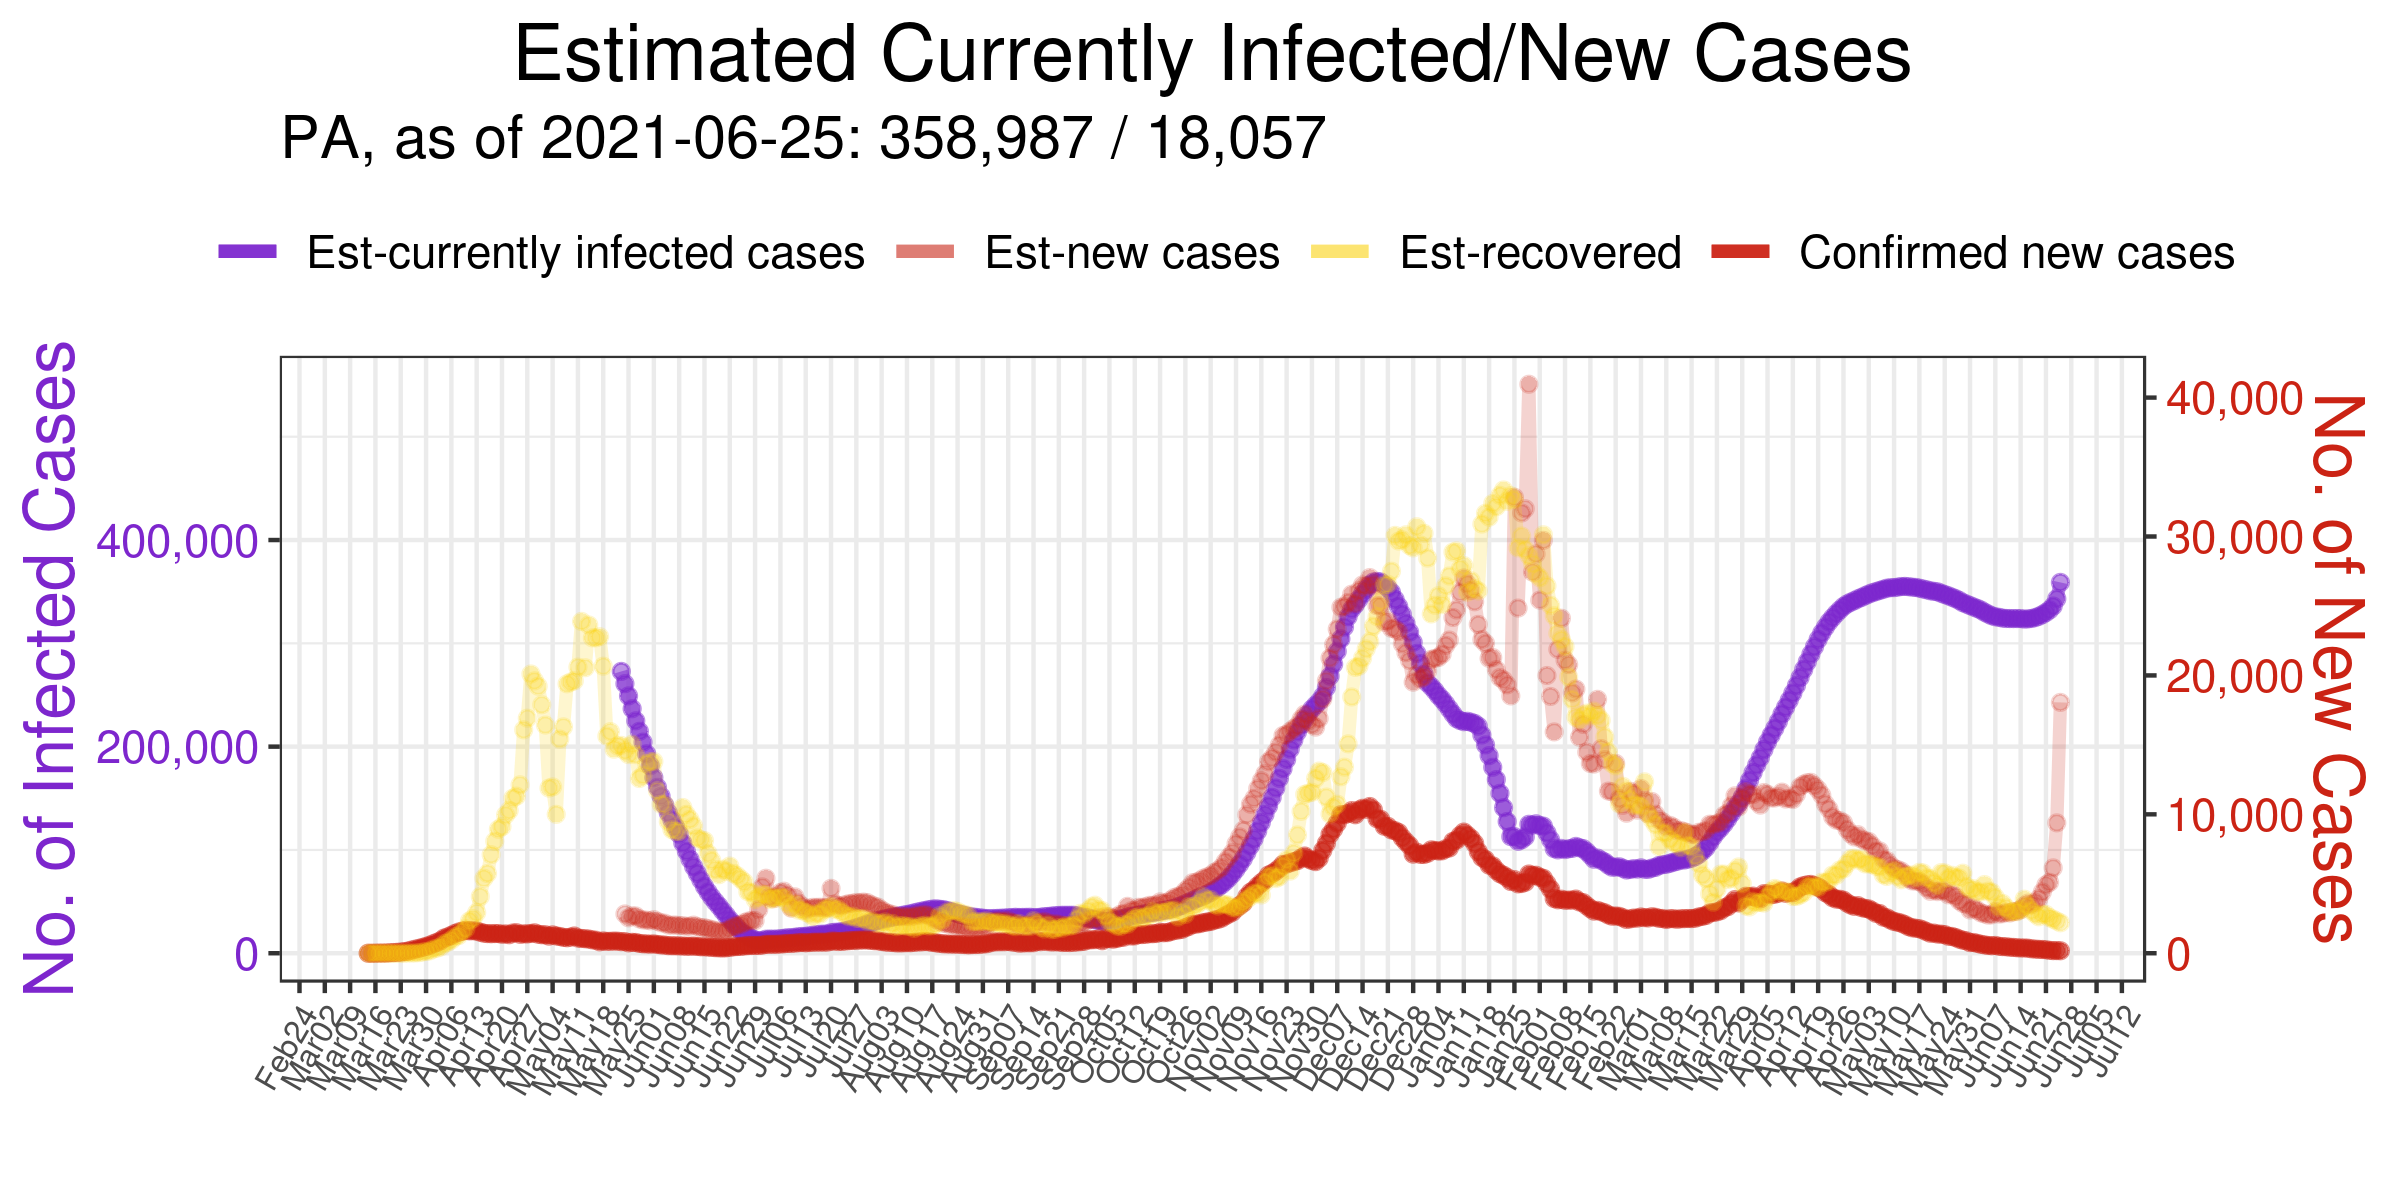 Estimated Currently Infected/New Cases
PA, as of 2021-06-25: 358,987 / 18,057
Est-currently infected cases
Est-new cases
Est-recovered
Confirmed new cases
No. of Infected Cases
400,000
200,000
0
40,000
30,000
20,000
10,000
0
No. of New Cases
Feb24
Mar02
Mar09
Mar16
Mar23
Mar30
Apr06
Apr13
Apr20
Apr27
May04
May11
May18
May25
Jun01
Jun08
Jun15
Jun22
Jun29
Jul06
Jul13
Jul20
Jul27
Aug03
Aug10
Aug17
Aug24
Aug31
Sep07
Sep14
Sep21
Sep28
Oct05
Oct12
Oct19
Oct26
Nov02
Nov09
Nov16
Nov23
Nov30
Dec07
Dec14
Dec21
Dec28
Jan04
Jan11
Jan18
Jan25
Feb01
Feb08
Feb15
Feb22
Mar01
Mar08
Mar15
Mar22
Mar29
Apr05
Apr12
Apr19
Apr26
May03
May10
May17
May24
May31
Jun07
Jun14
Jun21
Jun28
Jul05
Jul12